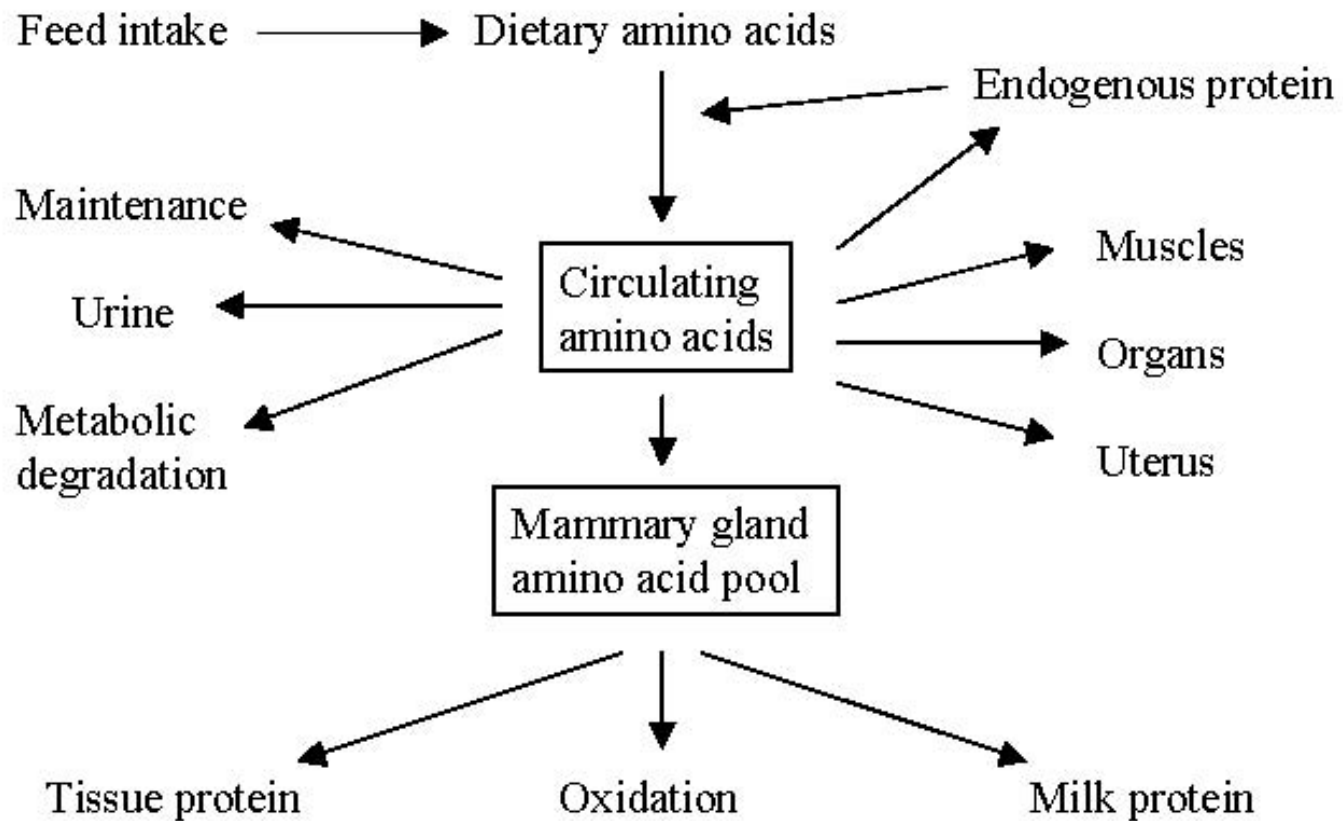 Feed intake
Dietary amino acids
Endogenous protein
Maintenance
Muscles
Circulating
amino acids
Urine
Organs
Metabolic
degradation
Uterus
Mammary gland
amino acid pool
Tissue protein
Oxidation
Milk protein